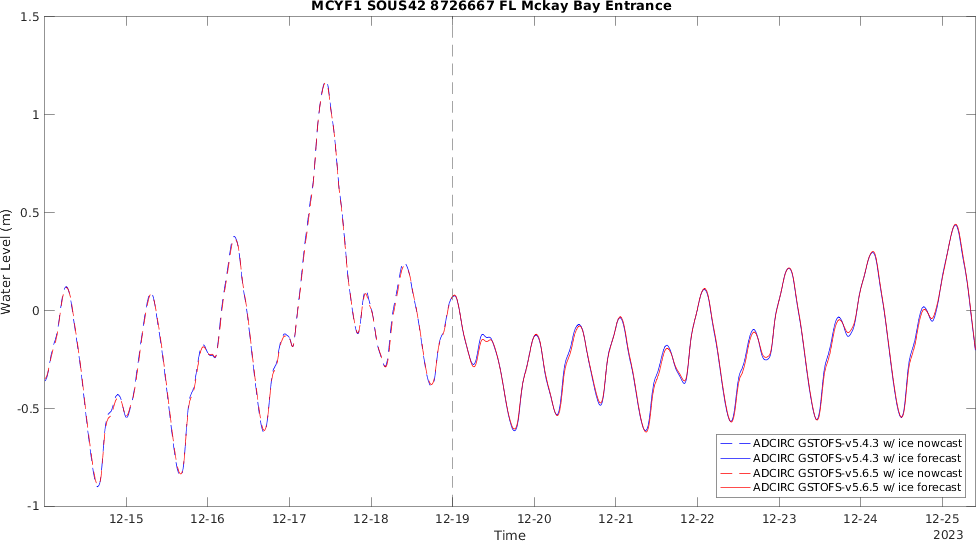 MCYF1 SOUS42 8726667 FL Mckay Bay Entrance
1.5
1
0.5
0
-0.5
-1
Water Level (m)
12-15 12-16 12-17 12-18 12-19 12-20 12-21 12-22 12-23 12-24 12-25
2023
Time
ADCIRC GSTOFS-v5.4.3 w/ ice nowcast
ADCIRC GSTOFS-v5.4.3 w/ ice forecast
ADCIRC GSTOFS-v5.6.5 w/ ice nowcast
ADCIRC GSTOFS-v5.6.5 w/ ice forecast